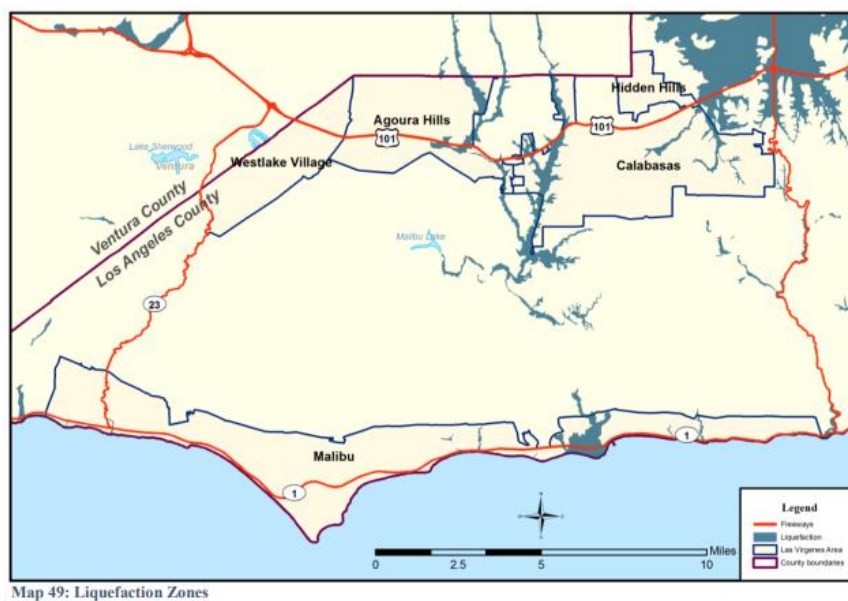 Hidden Hills
Agoura Hills
101
101
Lake Sherwood
Ventura
Westlake Village
Calabasas
Ventura County
Los Angeles County
Malibu Lake
23
Malibu
1
1
Miles
0 2.5 5 10
Legend
Freeways
Liquefaction
Las Virgenes Area
County boundaries
Map 49: Liquefaction Zones